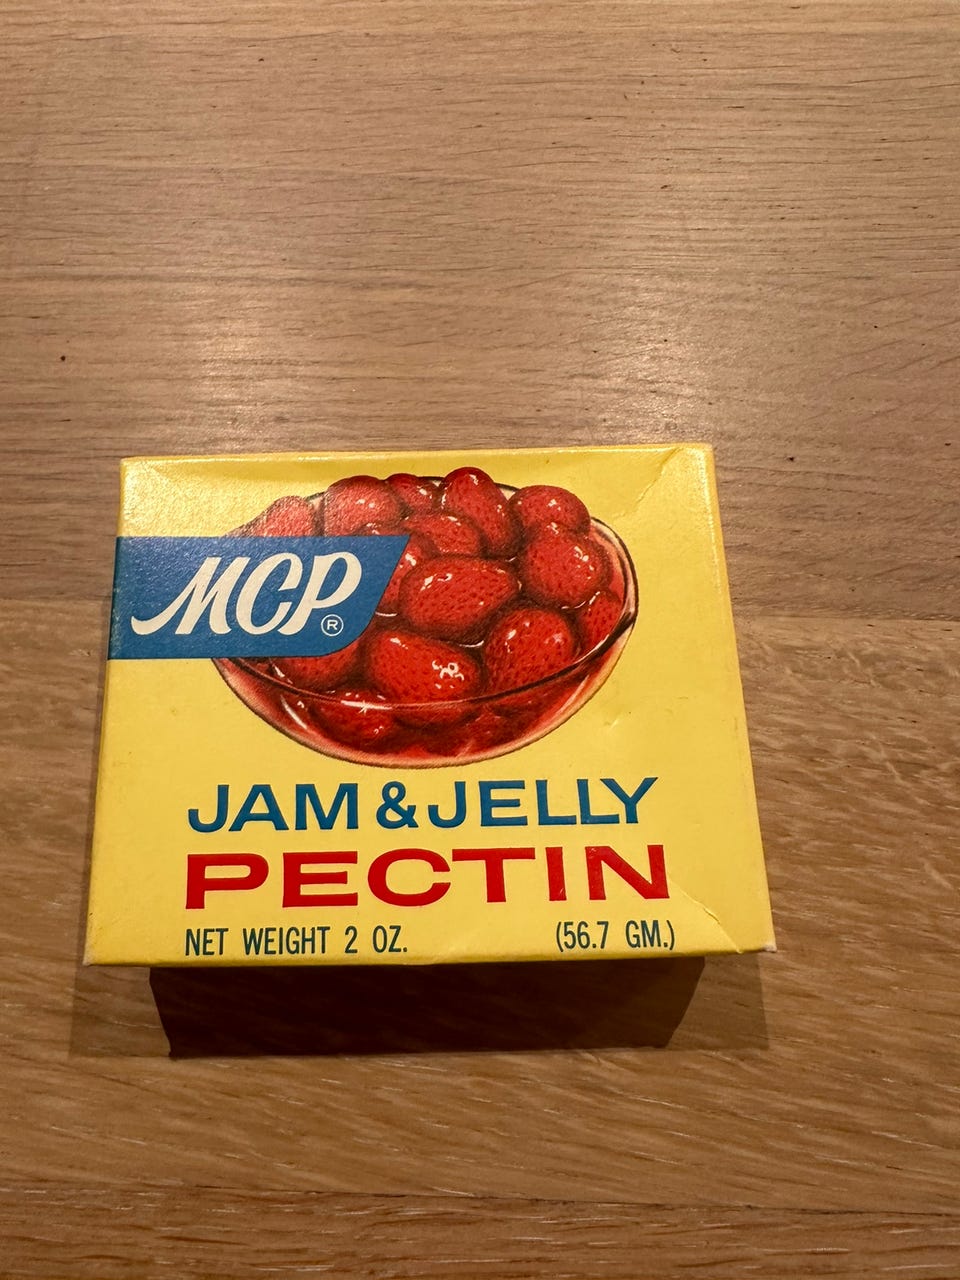 MCP®
JAM & JELLY
PECTIN
NET WEIGHT 2 OZ. (56.7 GM.)